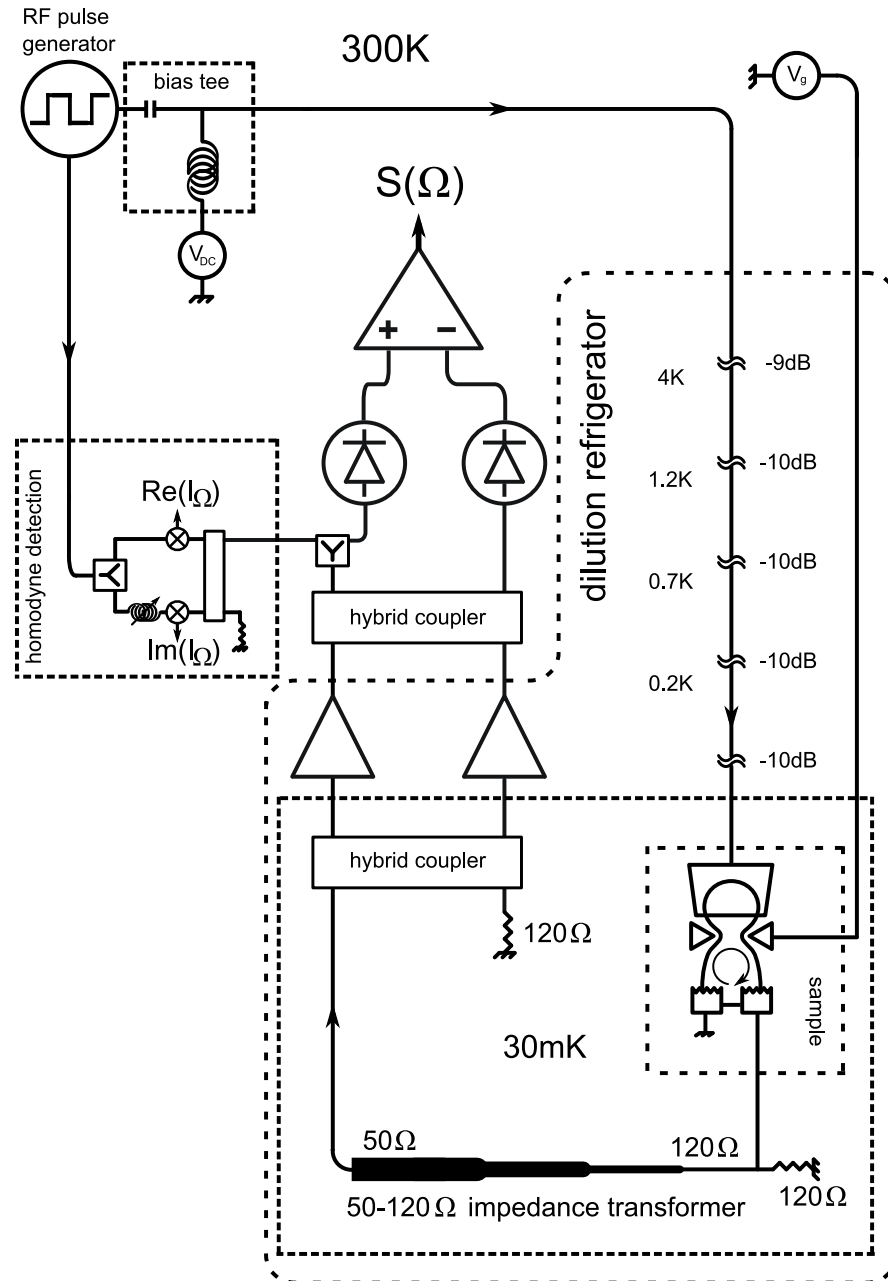 RF pulse
generator
300K
bias tee
V_g
S(Ω)
V_DC
+ −
dilution refrigerator
4K -9dB
1.2K -10dB
0.7K -10dB
0.2K -10dB
-10dB
homodyne detection
Re(I_Ω)
Im(I_Ω)
hybrid coupler
hybrid coupler
120Ω
sample
30mK
50Ω
120Ω
120Ω
50-120Ω impedance transformer